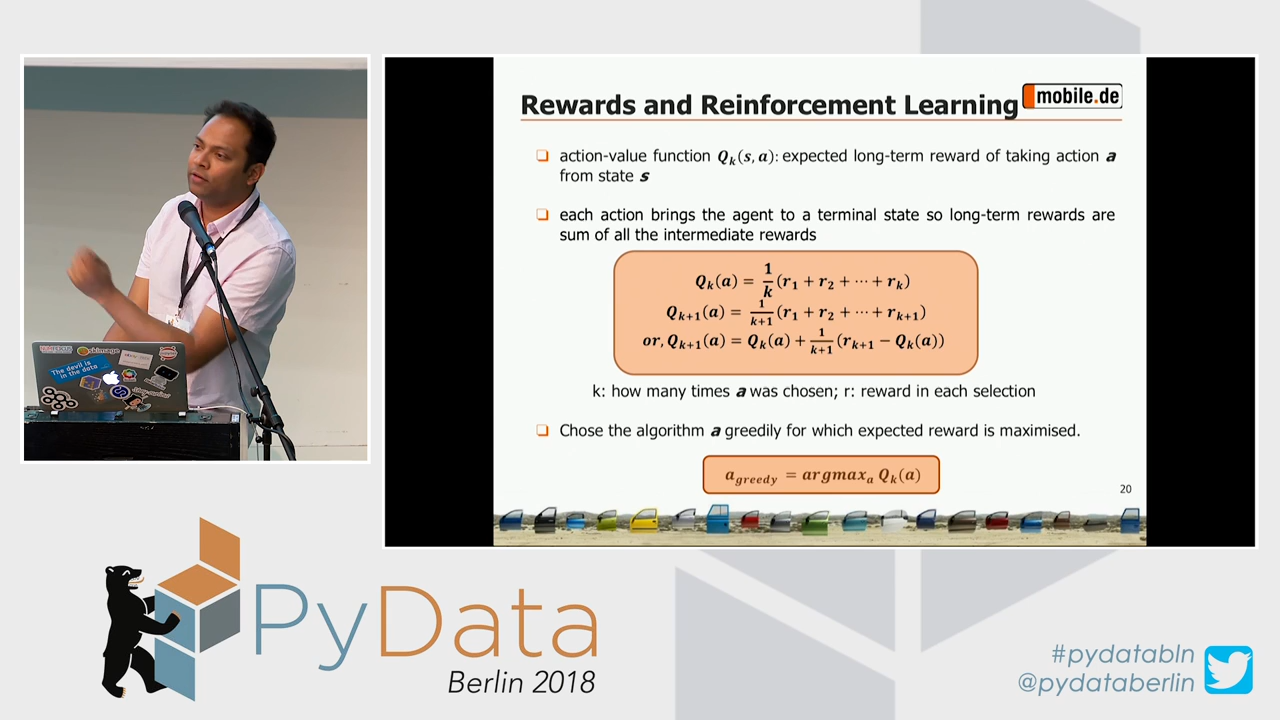 Rewards and Reinforcement Learning
mobile.de
❑ action-value function Qₖ(s, a): expected long-term reward of taking action a
from state s
❑ each action brings the agent to a terminal state so long-term rewards are
sum of all the intermediate rewards
Qₖ(a) = 1/k (r₁ + r₂ + ⋯ + rₖ)
Qₖ₊₁(a) = 1/(k+1) (r₁ + r₂ + ⋯ + rₖ₊₁)
or, Qₖ₊₁(a) = Qₖ(a) + 1/(k+1) (rₖ₊₁ − Qₖ(a))
k: how many times a was chosen; r: reward in each selection
❑ Chose the algorithm a greedily for which expected reward is maximised.
a_greedy = argmaxₐ Qₖ(a)
20
skimage
The devil
is in the data
PyData
Berlin 2018
#pydatabln
@pydataberlin